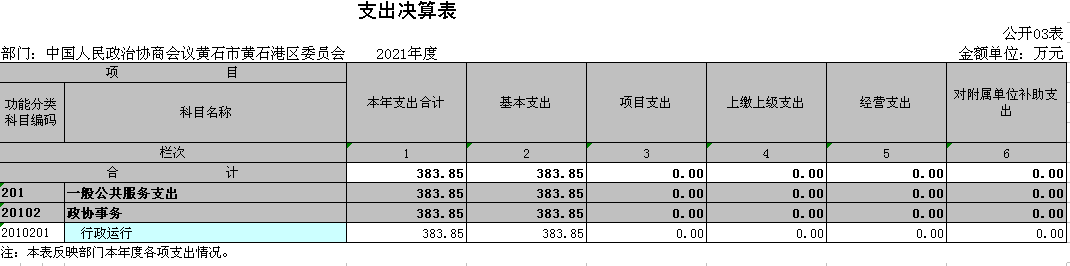 支出决算表
公开03表
部门：中国人民政治协商会议黄石市黄石港区委员会 2021年度 金额单位：万元
项 目 本年支出合计 基本支出 项目支出 上缴上级支出 经营支出 对附属单位补助支出
功能分类科目编码 科目名称
栏次 1 2 3 4 5 6
合 计 383.85 383.85 0.00 0.00 0.00 0.00
201 一般公共服务支出 383.85 383.85 0.00 0.00 0.00 0.00
20102 政协事务 383.85 383.85 0.00 0.00 0.00 0.00
2010201 行政运行 383.85 383.85 0.00 0.00 0.00 0.00
注：本表反映部门本年度各项支出情况。